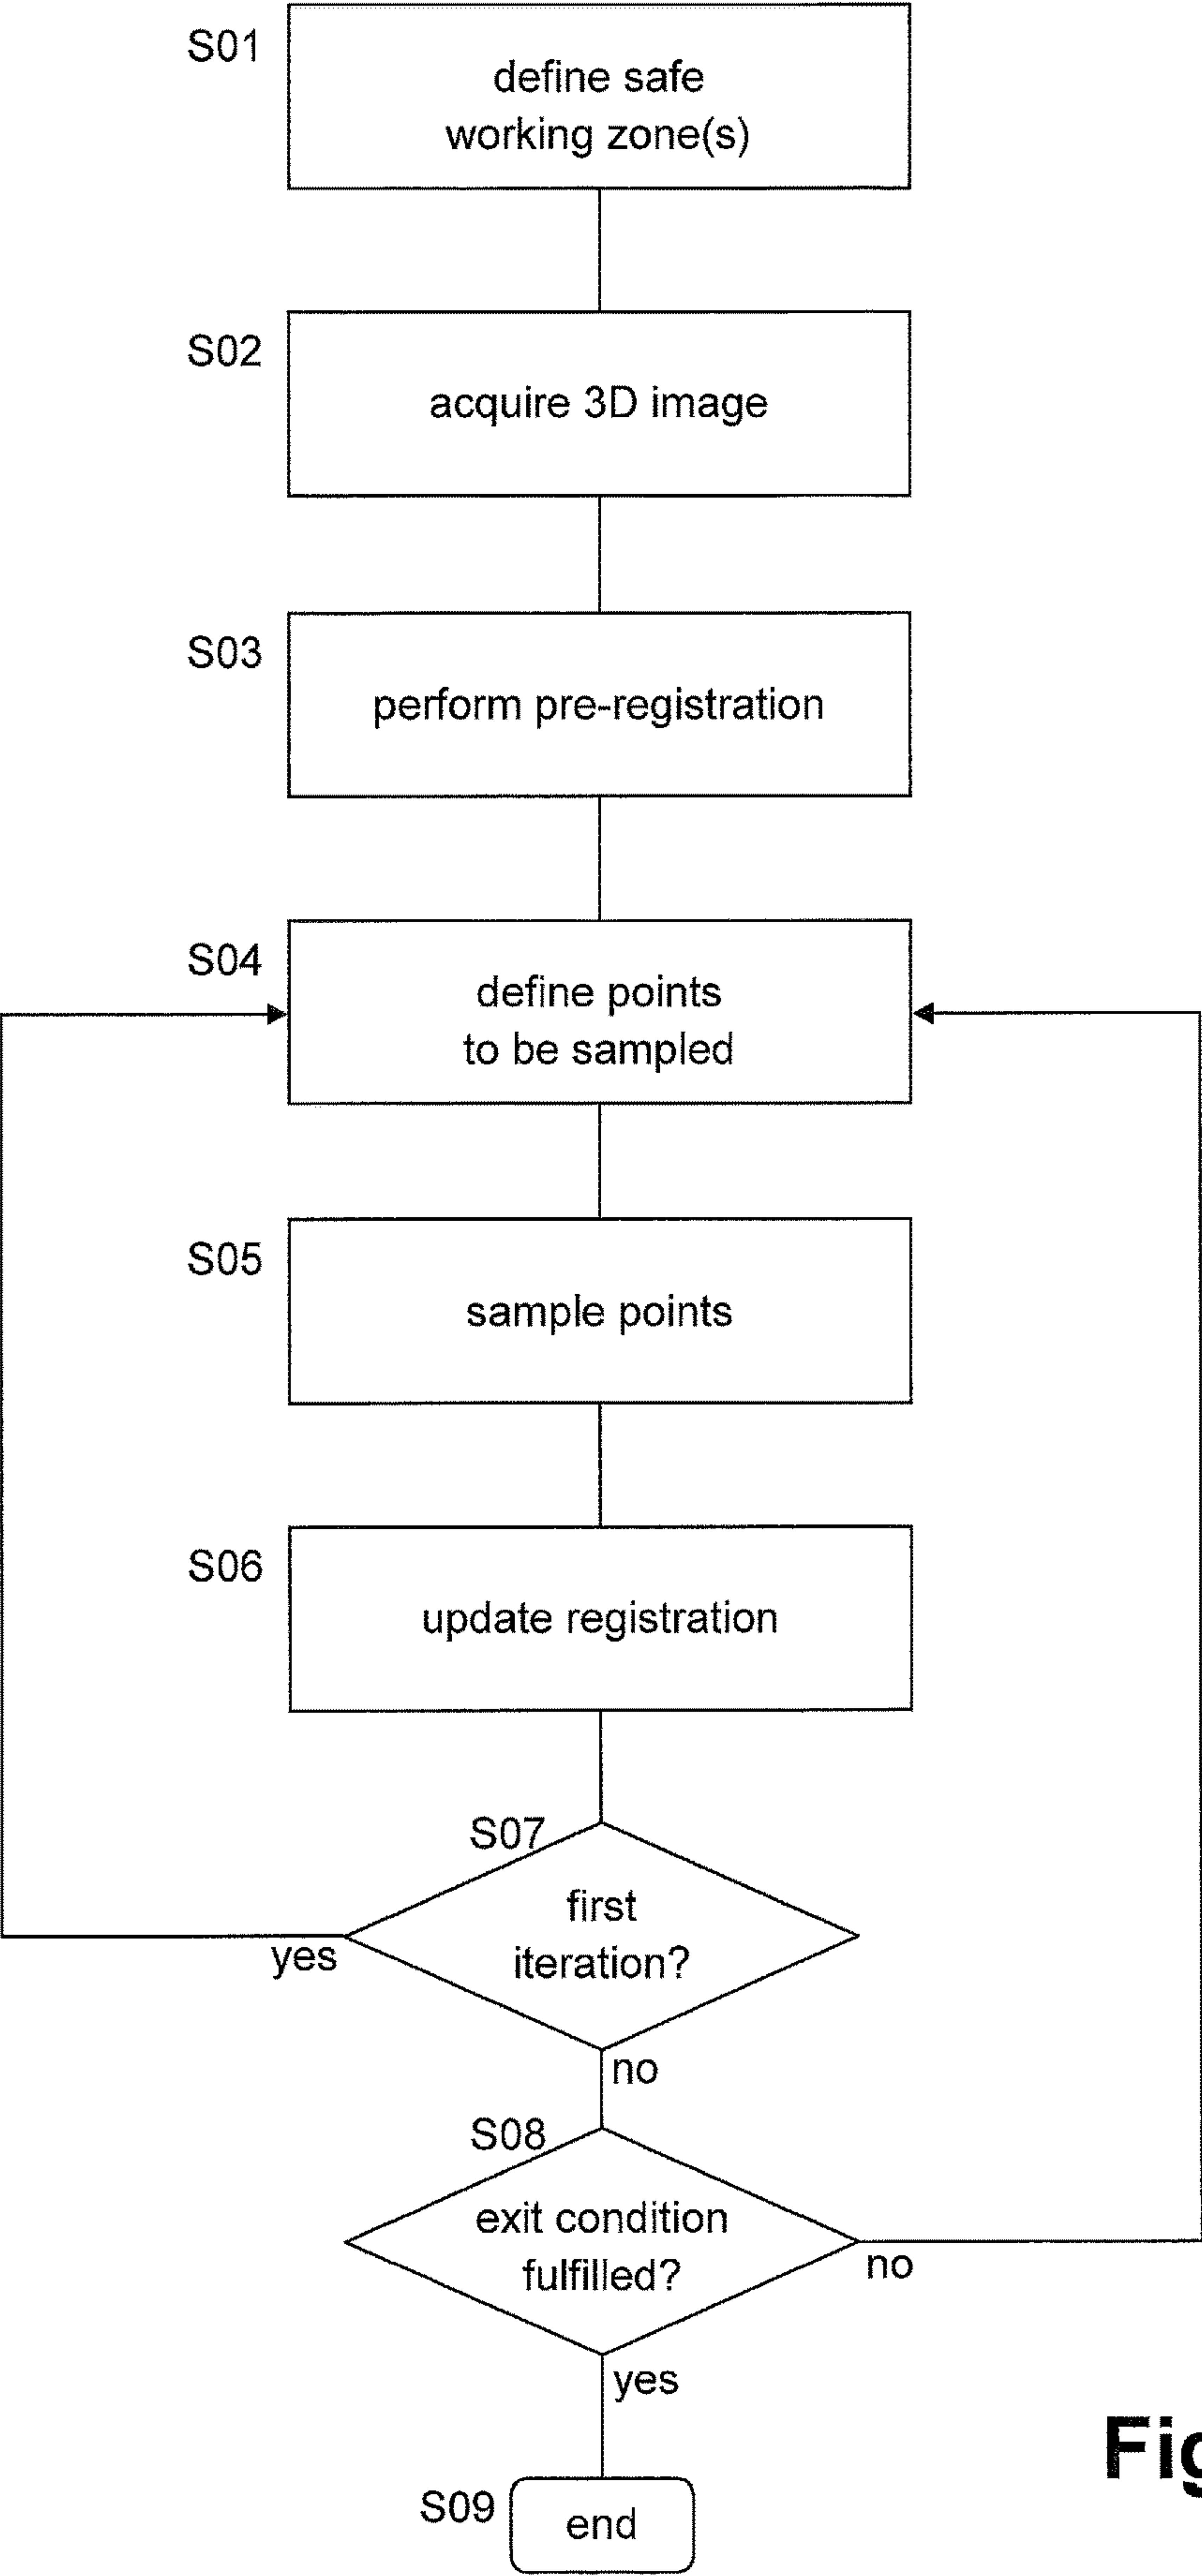 S01
define safe
working zone(s)
S02
acquire 3D image
S03
perform pre-registration
S04
define points
to be sampled
S05
sample points
S06
update registration
S07
first
iteration?
yes
no
S08
exit condition
fulfilled?
no
yes
Fig
S09
end